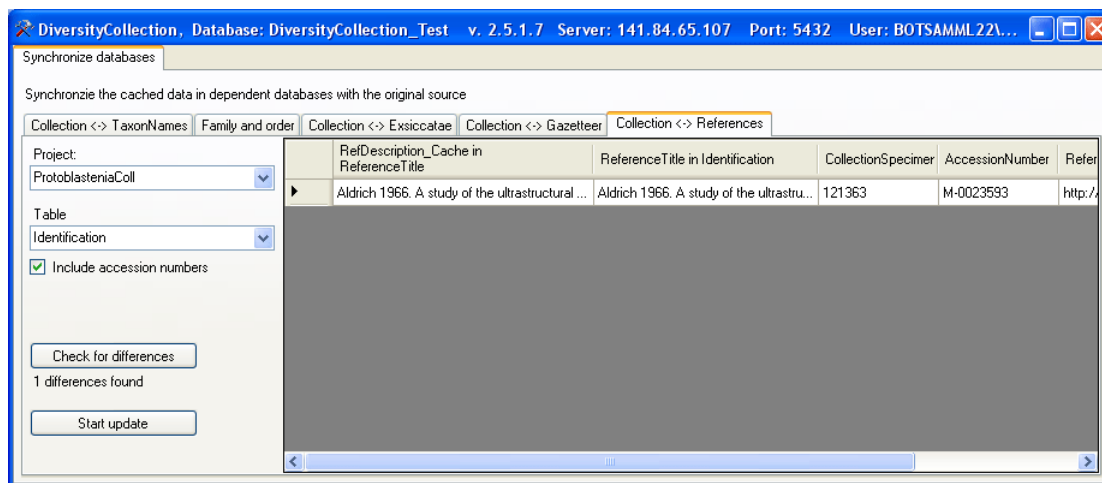 DiversityCollection, Database: DiversityCollection_Test v. 2.5.1.7 Server: 141.84.65.107 Port: 5432 User: BOTSAMML22\...
Synchronize databases
Synchronzie the cached data in dependent databases with the original source
Collection <-> TaxonNames Family and order Collection <-> Exsiccatae Collection <-> Gazetteer Collection <-> References
Project:
ProtoblasteniaColl
Table
Identification
Include accession numbers
Check for differences
1 differences found
Start update
RefDescription_Cache in
ReferenceTitle
ReferenceTitle in Identification
CollectionSpecimer
AccessionNumber
Refer
Aldrich 1966. A study of the ultrastructural ...
Aldrich 1966. A study of the ultrastru...
121363
M-0023593
http://